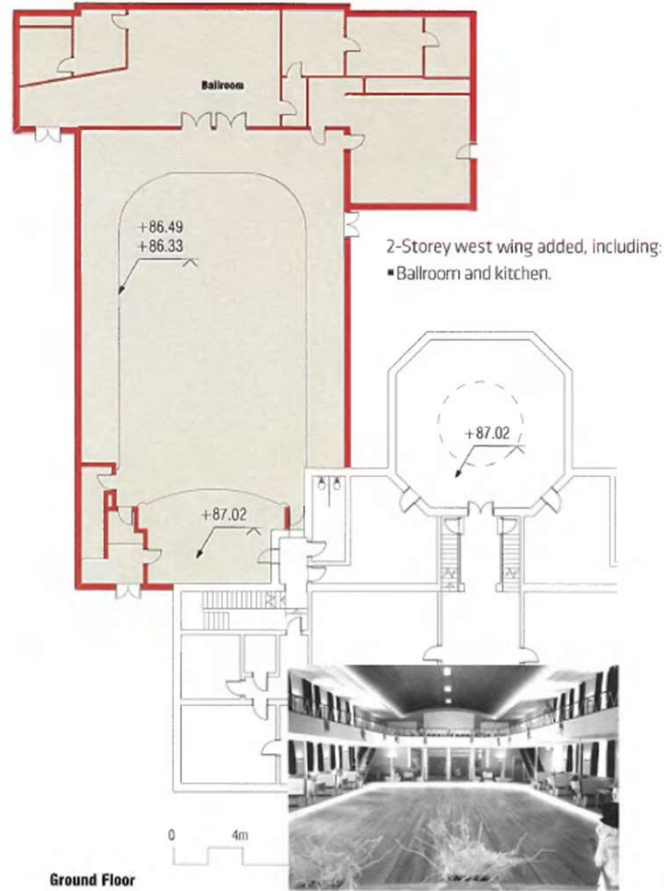 Ballroom
+86.49
+86.33
2-Storey west wing added, including:
▪Ballroom and kitchen.
+87.02
+87.02
0 4m
Ground Floor